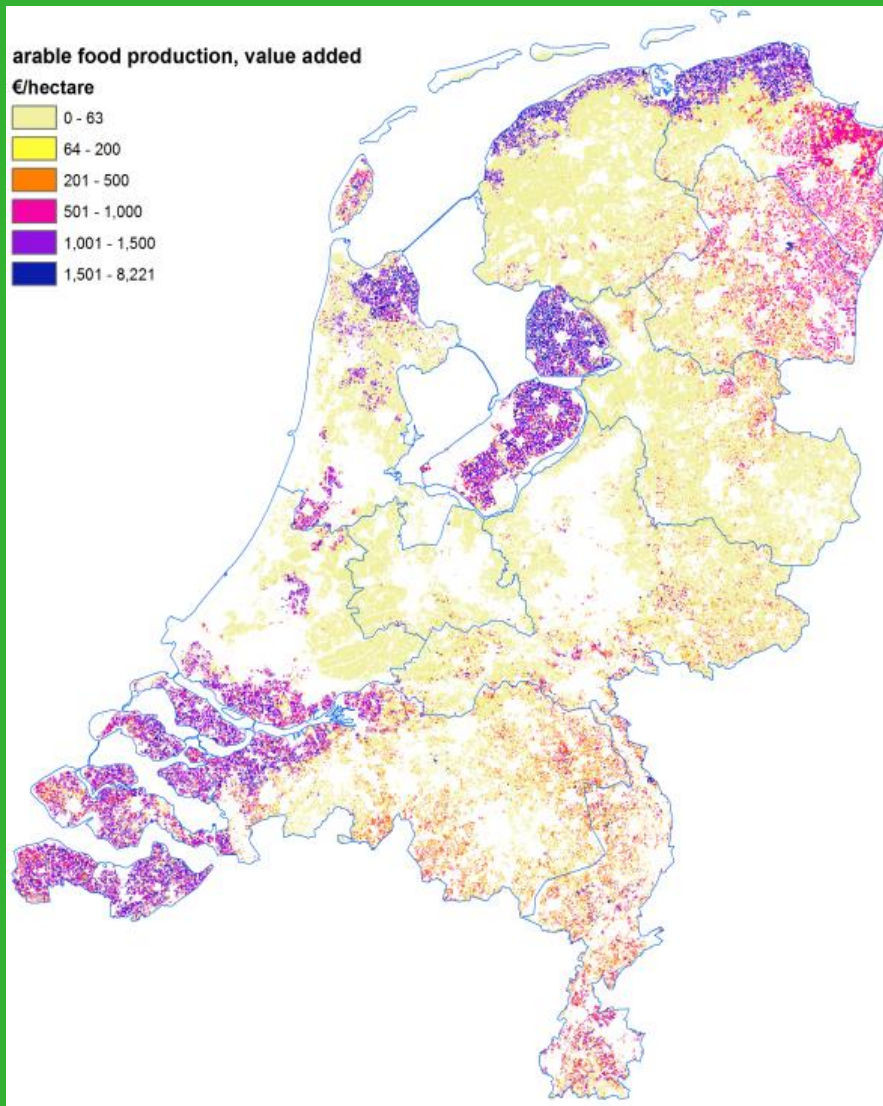 arable food production, value added
€/hectare
0 - 63
64 - 200
201 - 500
501 - 1,000
1,001 - 1,500
1,501 - 8,221